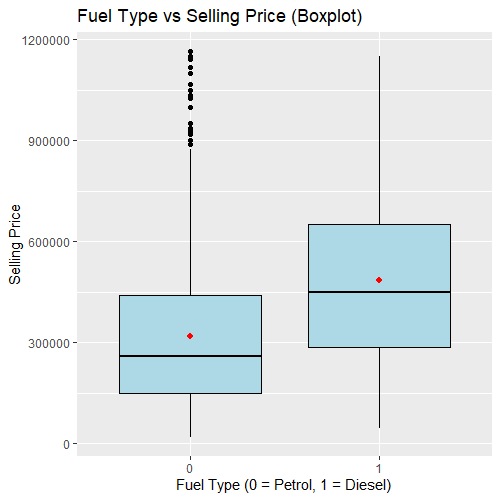 Fuel Type vs Selling Price (Boxplot)
1200000
900000
600000
300000
0
Selling Price
0 1
Fuel Type (0 = Petrol, 1 = Diesel)